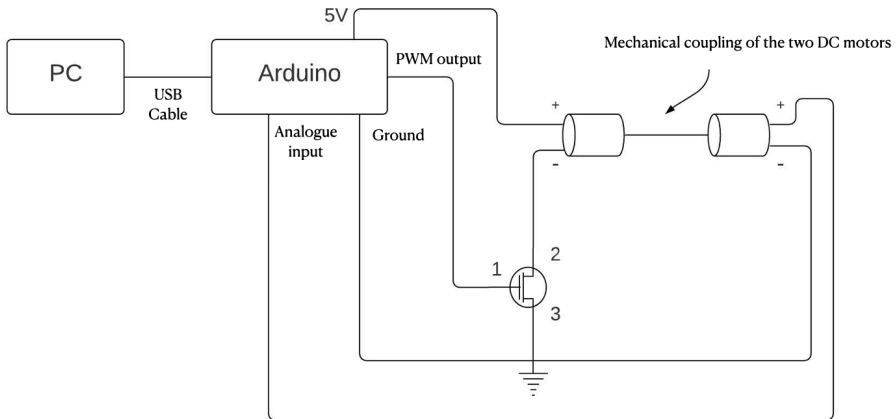 5V
Mechanical coupling of the two DC motors
PC
Arduino
PWM output
USB
Cable
Analogue
input
Ground
+
+
-
-
1
2
3